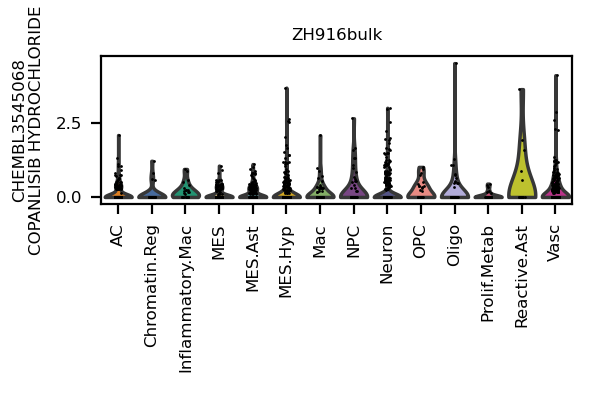 ZH916bulk
CHEMBL3545068
COPANLISIB HYDROCHLORIDE
2.5
0.0
AC
Chromatin.Reg
Inflammatory.Mac
MES
MES.Ast
MES.Hyp
Mac
NPC
Neuron
OPC
Oligo
Prolif.Metab
Reactive.Ast
Vasc